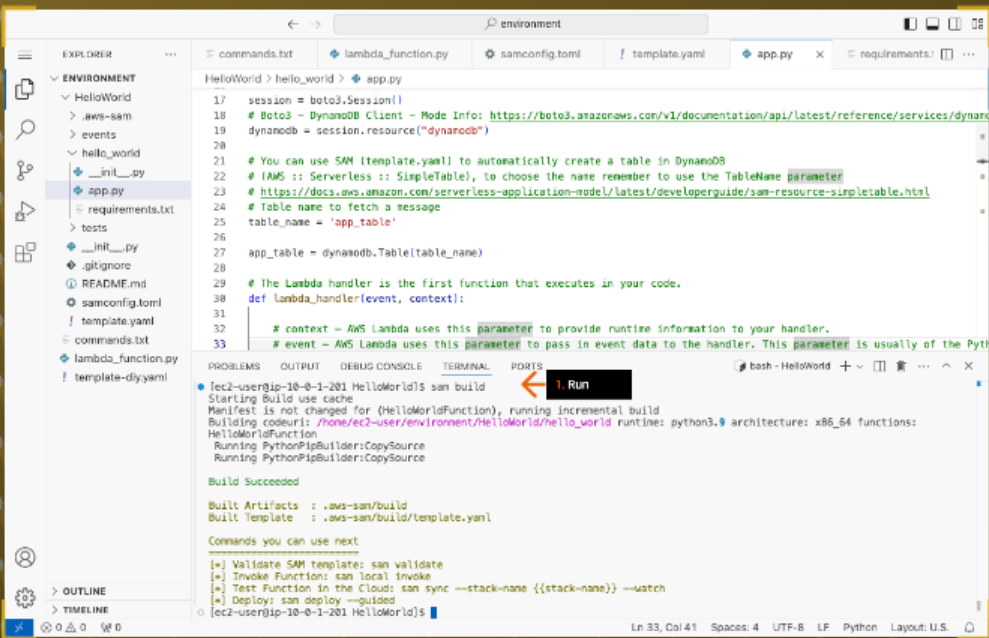 environment
EXPLORER
commands.txt
lambda_function.py
samconfig.toml
template.yaml
app.py
requirements.
ENVIRONMENT
HelloWorld
.aws-sam
events
hello_world
__init__.py
app.py
requirements.txt
tests
__init__.py
.gitignore
README.md
samconfig.toml
template.yaml
commands.txt
lambda_function.py
template-diy.yaml
OUTLINE
TIMELINE
HelloWorld > hello_world > app.py
17 session = boto3.Session()
18 # Boto3 - DynamoDB Client - Mode Info: https://boto3.amazonaws.com/v1/documentation/api/latest/reference/services/dynamo
19 dynamodb = session.resource("dynamodb")
20
21 # You can use SAM (template.yaml) to automatically create a table in DynamoDB
22 # (AWS :: Serverless :: SimpleTable), to choose the name remember to use the TableName parameter
23 # https://docs.aws.amazon.com/serverless-application-model/latest/developerguide/sam-resource-simpletable.html
24 # Table name to fetch a message
25 table_name = 'app_table'
26
27 app_table = dynamodb.Table(table_name)
28
29 # The Lambda handler is the first function that executes in your code.
30 def lambda_handler(event, context):
31
32 # context – AWS Lambda uses this parameter to provide runtime information to your handler.
33 # event – AWS Lambda uses this parameter to pass in event data to the handler. This parameter is usually of the Pyth
PROBLEMS OUTPUT DEBUG CONSOLE TERMINAL PORTS
bash - HelloWorld
1. Run
[ec2-user@ip-10-0-1-201 HelloWorld]$ sam build
Starting Build use cache
Manifest is not changed for (HelloWorldFunction), running incremental build
Building codeuri: /home/ec2-user/environment/HelloWorld/hello_world runtime: python3.9 architecture: x86_64 functions:
HelloWorldFunction
Running PythonPipBuilder:CopySource
Running PythonPipBuilder:CopySource
Build Succeeded
Built Artifacts : .aws-sam/build
Built Template : .aws-sam/build/template.yaml
Commands you can use next
=========================
[*] Validate SAM template: sam validate
[*] Invoke Function: sam local invoke
[*] Test Function in the Cloud: sam sync --stack-name {{stack-name}} --watch
[*] Deploy: sam deploy --guided
[ec2-user@ip-10-0-1-201 HelloWorld]$
0 0 0
Ln 33, Col 41 Spaces: 4 UTF-8 LF Python Layout: U.S.